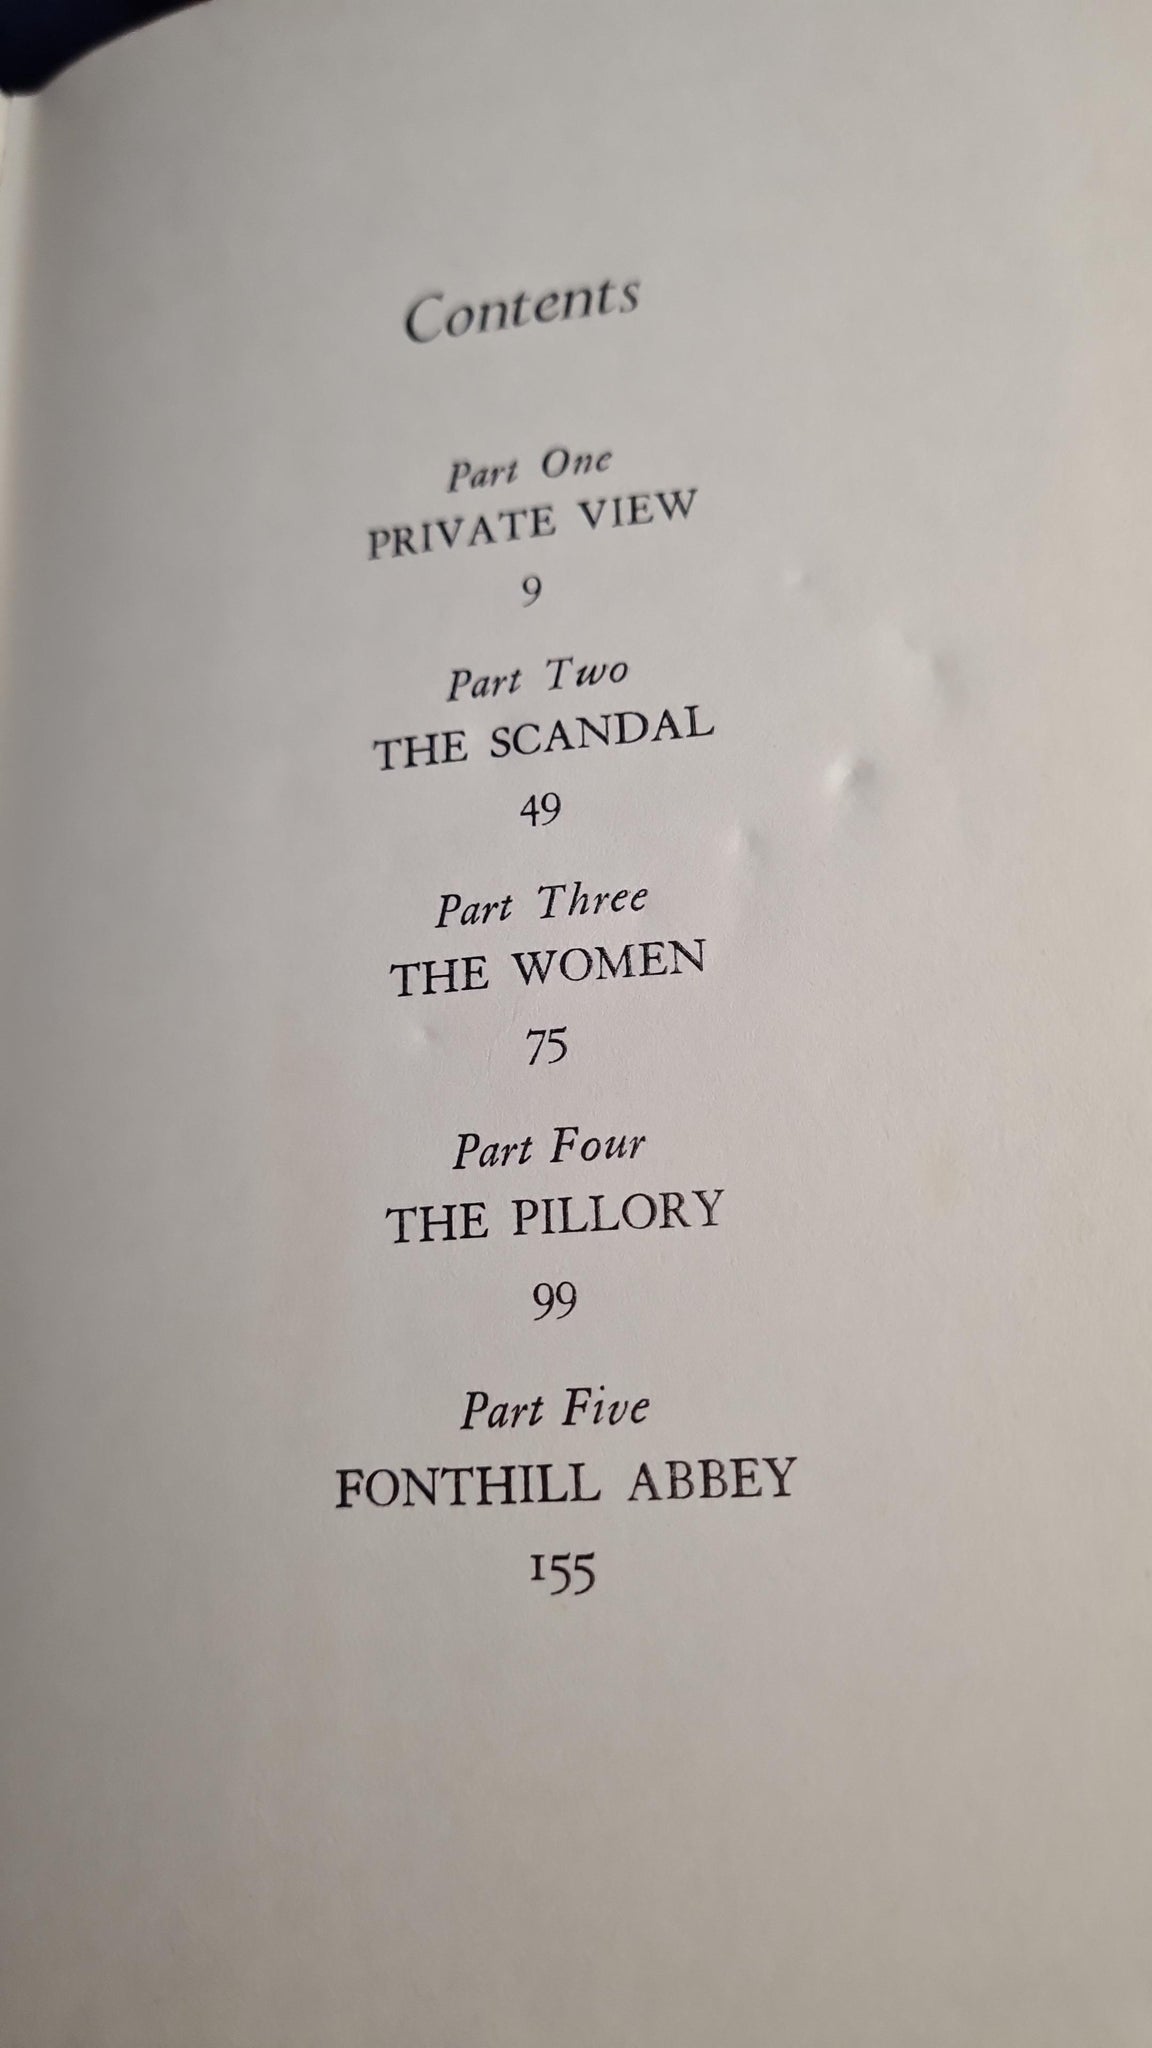 Contents
Part One
PRIVATE VIEW
9
Part Two
THE SCANDAL
49
Part Three
THE WOMEN
75
Part Four
THE PILLORY
99
Part Five
FONTHILL ABBEY
155